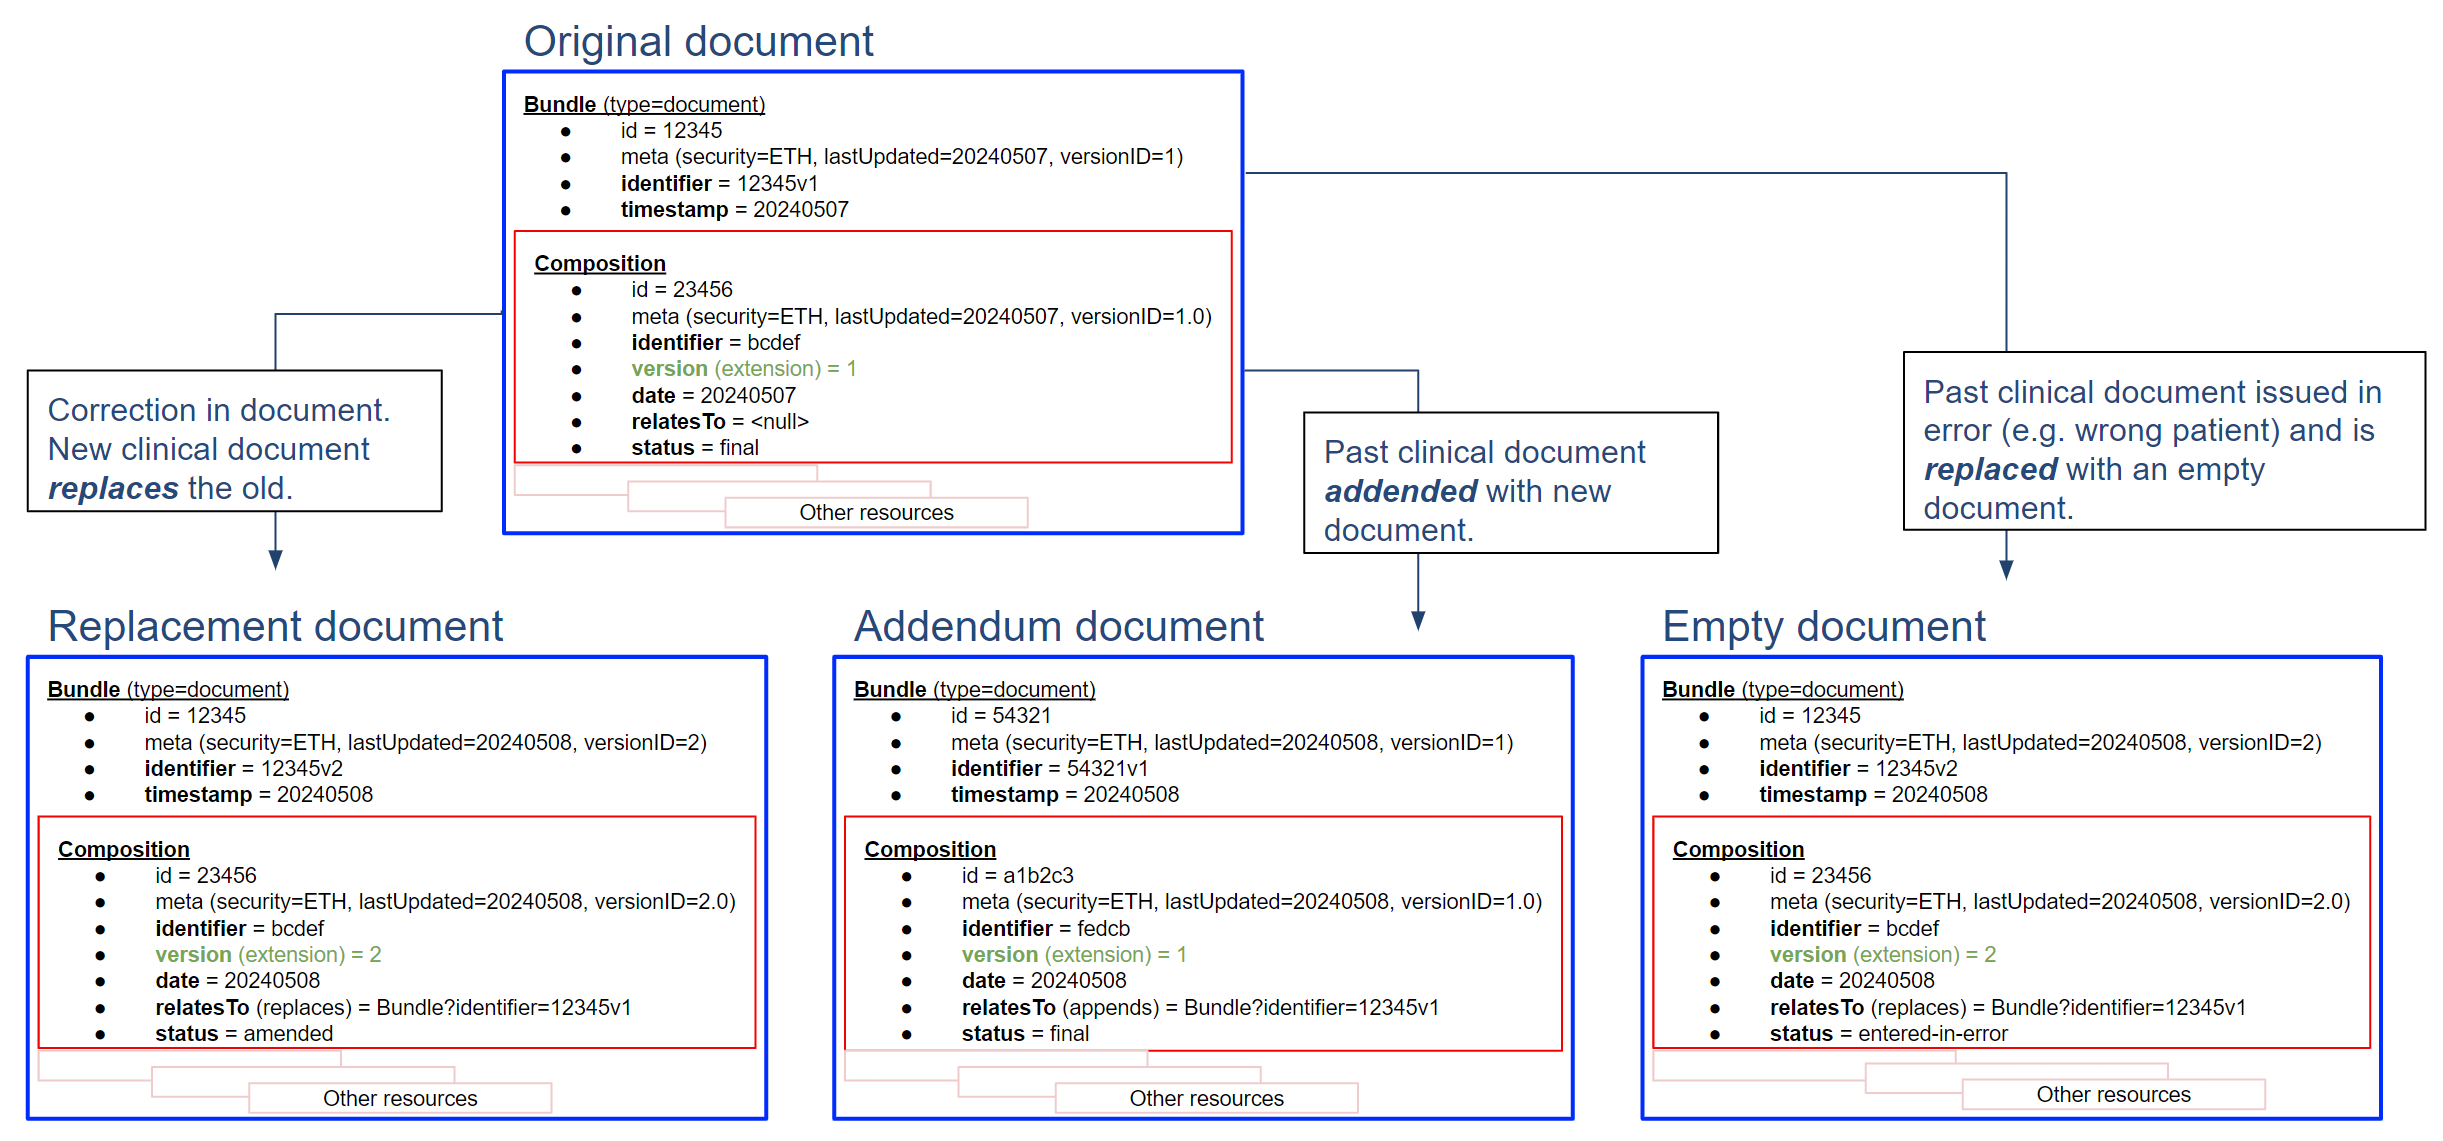 Original document
Bundle (type=document)
● id = 12345
● meta (security=ETH, lastUpdated=20240507, versionID=1)
● identifier = 12345v1
● timestamp = 20240507
Composition
● id = 23456
● meta (security=ETH, lastUpdated=20240507, versionID=1.0)
● identifier = bcdef
● version (extension) = 1
● date = 20240507
● relatesTo = <null>
● status = final
Other resources
Correction in document.
New clinical document
replaces the old.
Past clinical document
addended with new
document.
Past clinical document issued in
error (e.g. wrong patient) and is
replaced with an empty
document.
Replacement document
Bundle (type=document)
● id = 12345
● meta (security=ETH, lastUpdated=20240508, versionID=2)
● identifier = 12345v2
● timestamp = 20240508
Composition
● id = 23456
● meta (security=ETH, lastUpdated=20240508, versionID=2.0)
● identifier = bcdef
● version (extension) = 2
● date = 20240508
● relatesTo (replaces) = Bundle?identifier=12345v1
● status = amended
Other resources
Addendum document
Bundle (type=document)
● id = 54321
● meta (security=ETH, lastUpdated=20240508, versionID=1)
● identifier = 54321v1
● timestamp = 20240508
Composition
● id = a1b2c3
● meta (security=ETH, lastUpdated=20240508, versionID=1.0)
● identifier = fedcb
● version (extension) = 1
● date = 20240508
● relatesTo (appends) = Bundle?identifier=12345v1
● status = final
Other resources
Empty document
Bundle (type=document)
● id = 12345
● meta (security=ETH, lastUpdated=20240508, versionID=2)
● identifier = 12345v2
● timestamp = 20240508
Composition
● id = 23456
● meta (security=ETH, lastUpdated=20240508, versionID=2.0)
● identifier = bcdef
● version (extension) = 2
● date = 20240508
● relatesTo (replaces) = Bundle?identifier=12345v1
● status = entered-in-error
Other resources